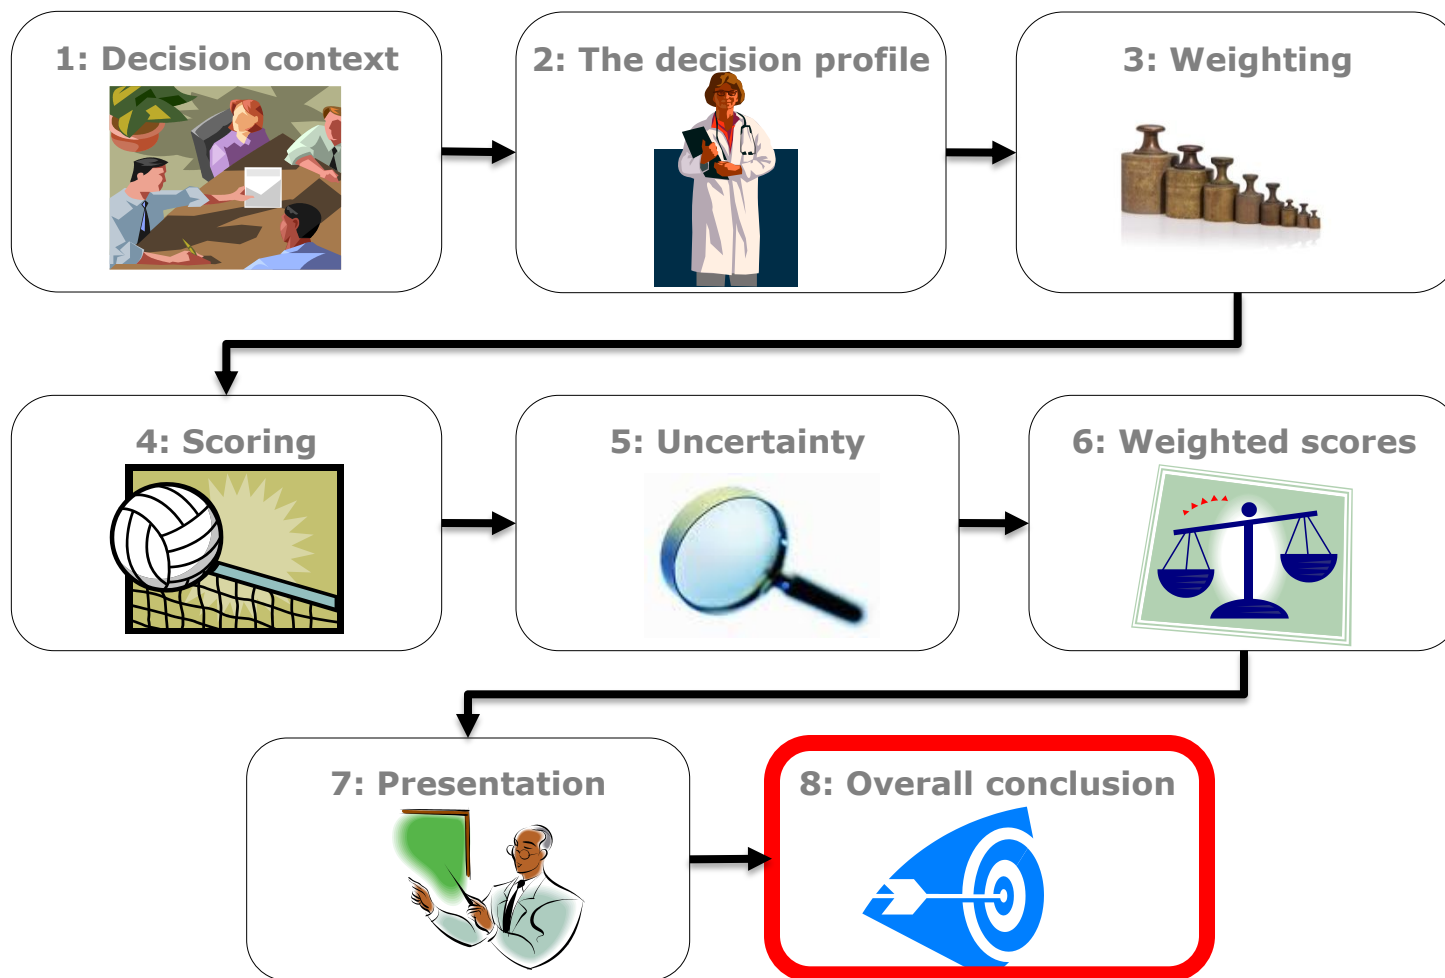 1: Decision context
2: The decision profile
3: Weighting
4: Scoring
5: Uncertainty
6: Weighted scores
7: Presentation
8: Overall conclusion